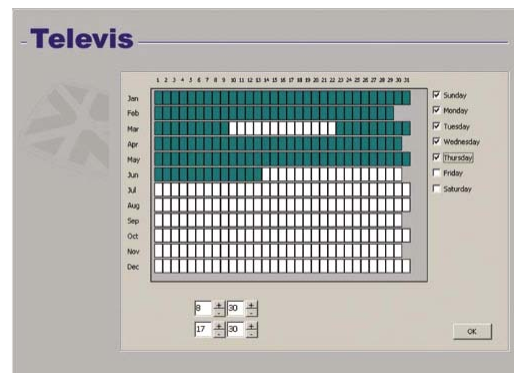 Televis
1 2 3 4 5 6 7 8 9 10 11 12 13 14 15 16 17 18 19 20 21 22 23 24 25 26 27 28 29 30 31
Jan
Feb
Mar
Apr
May
Jun
Jul
Aug
Sep
Oct
Nov
Dec
Sunday
Monday
Tuesday
Wednesday
Thursday
Friday
Saturday
8 + - 30 + -
17 + - 30 + -
OK